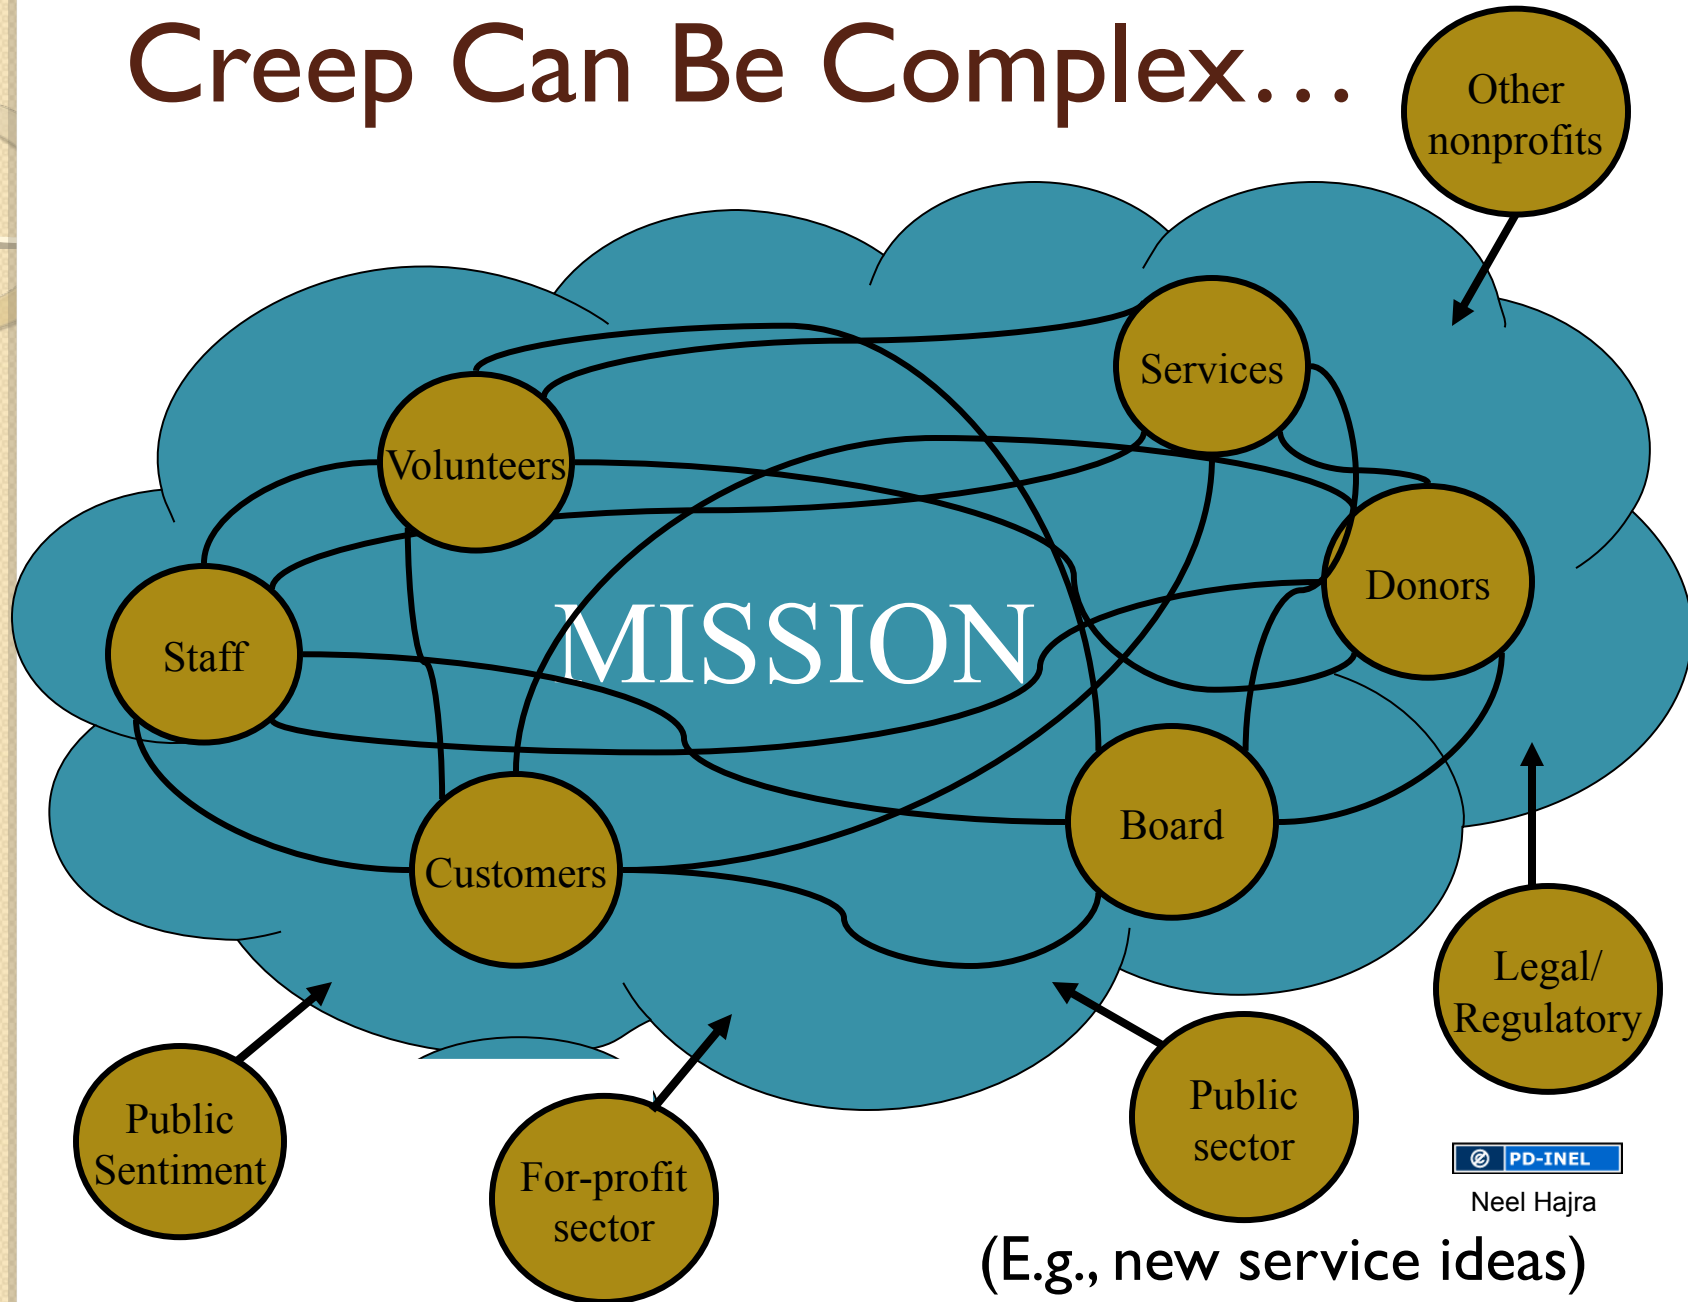 Creep Can Be Complex…
Other
nonprofits
Services
Volunteers
Donors
MISSION
Staff
Board
Customers
Legal/
Regulatory
Public
Sentiment
For-profit
sector
Public
sector
PD-INEL
Neel Hajra
(E.g., new service ideas)